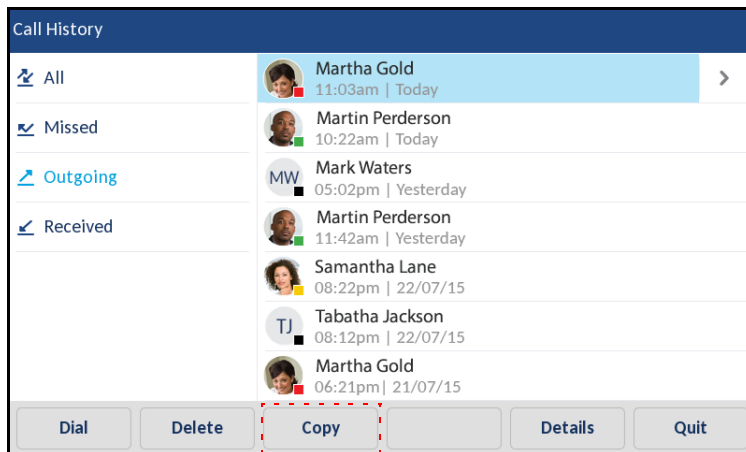 Call History
All
Missed
Outgoing
Received
Martha Gold
11:03am | Today
Martin Perderson
10:22am | Today
MW
Mark Waters
05:02pm | Yesterday
Martin Perderson
11:42am | Yesterday
Samantha Lane
08:22pm | 22/07/15
TJ
Tabatha Jackson
08:12pm | 22/07/15
Martha Gold
06:21pm| 21/07/15
Dial
Delete
Copy
Details
Quit